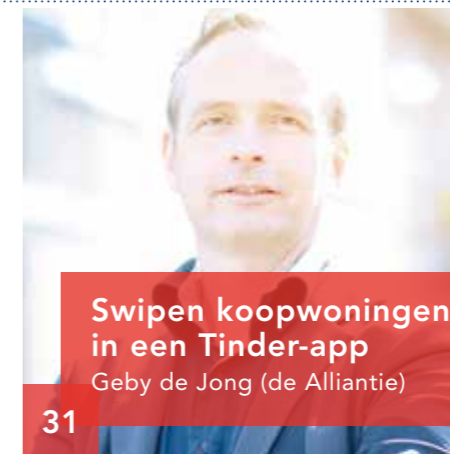 Swipen koopwoningen
in een Tinder-app
Geby de Jong (de Alliantie)
31